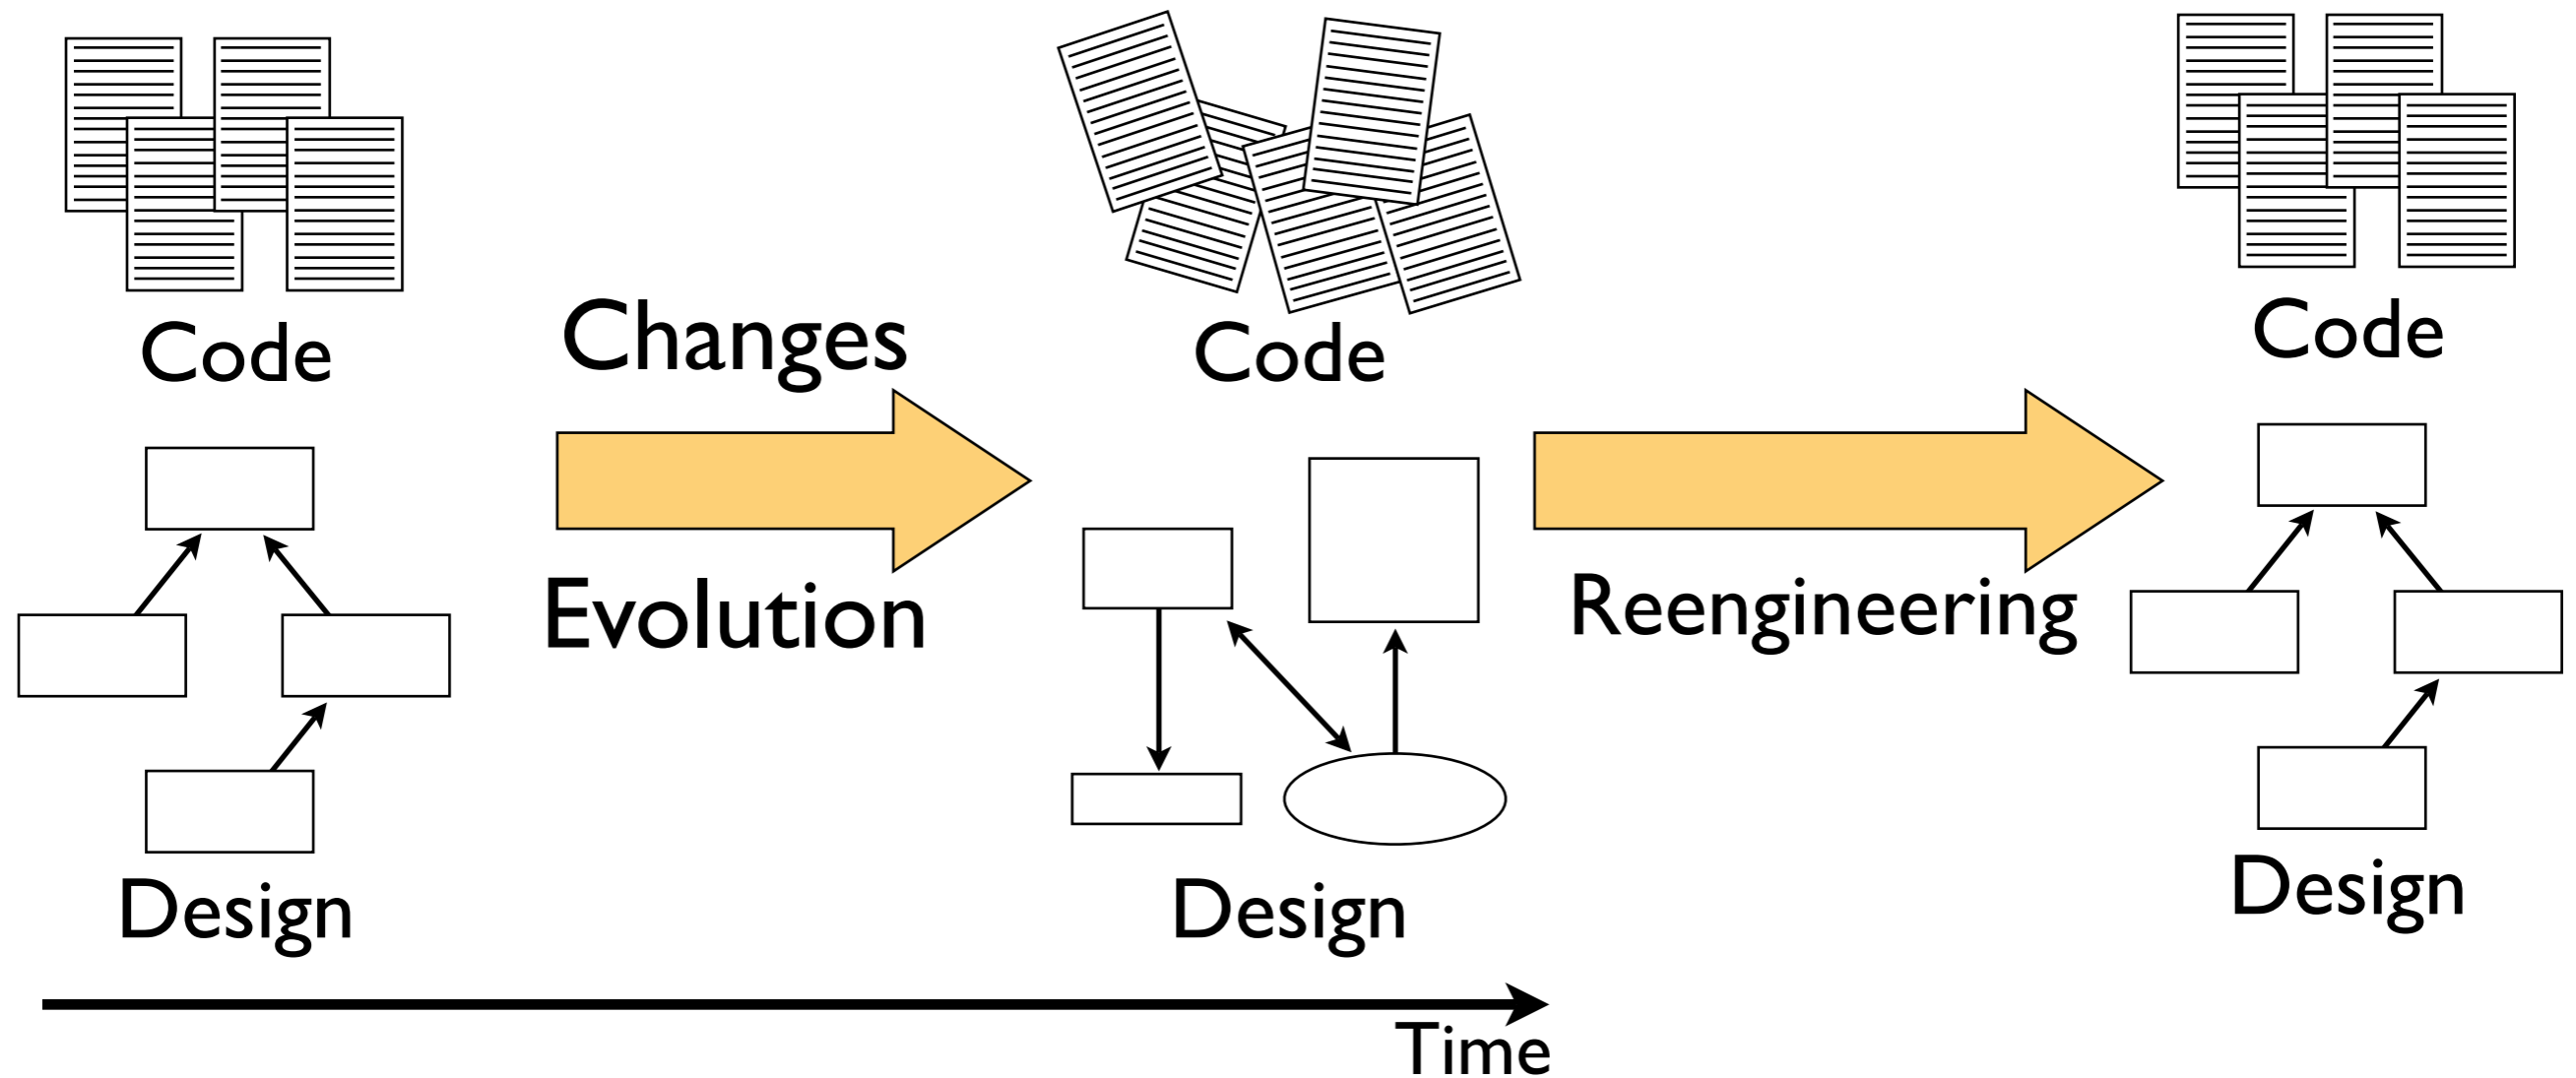 Code
Changes
Evolution
Design
Code
Design
Reengineering
Code
Design
Time